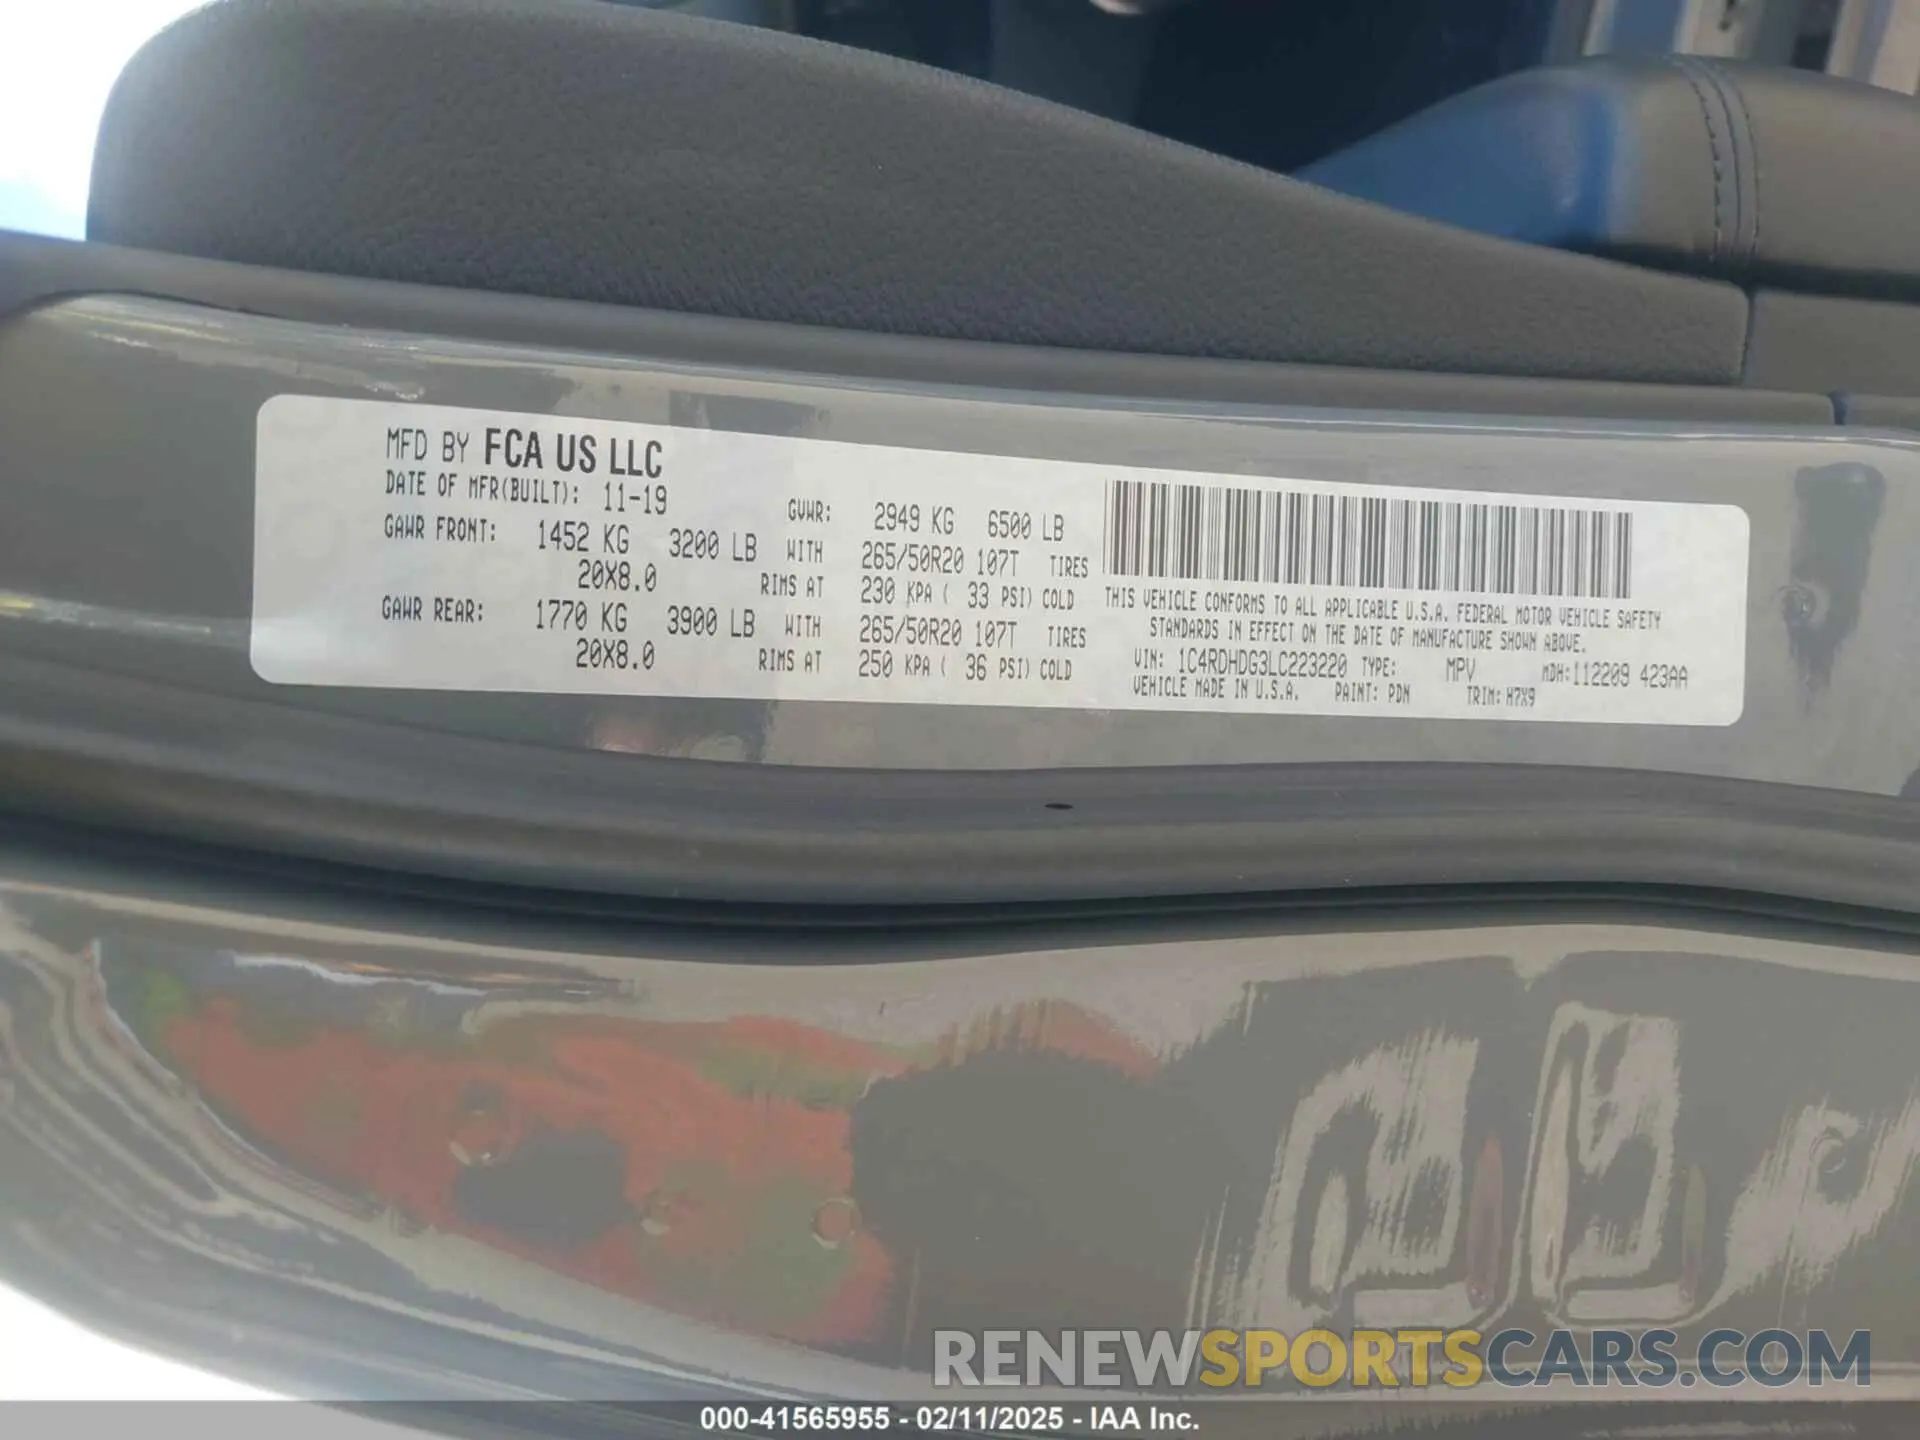 MFD BY FCA US LLC
DATE OF MFR(BUILT): 11-19 GVWR: 2949 KG 6500 LB
GAWR FRONT: 1452 KG 3200 LB WITH 265/50R20 107T TIRES
20X8.0 RIMS AT 230 KPA ( 33 PSI) COLD
GAWR REAR: 1770 KG 3900 LB WITH 265/50R20 107T TIRES
20X8.0 RIMS AT 250 KPA ( 36 PSI) COLD
THIS VEHICLE CONFORMS TO ALL APPLICABLE U.S.A. FEDERAL MOTOR VEHICLE SAFETY
STANDARDS IN EFFECT ON THE DATE OF MANUFACTURE SHOWN ABOVE.
VIN: 1C4RDHDG3LC223220 TYPE: MPV MDH:112209 423AA
VEHICLE MADE IN U.S.A. PAINT: PDN TRIM: H7X9
RENEWSPORTSCARS.COM
000-41565955 - 02/11/2025 - IAA Inc.